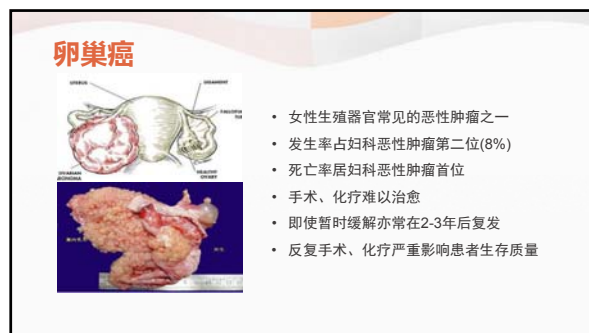 卵巢癌
UTERUS
LIGAMENT
OVARIAN
HEALTHY
OVARY
• 女性生殖器官常见的恶性肿瘤之一
• 发生率占妇科恶性肿瘤第二位(8%)
• 死亡率居妇科恶性肿瘤首位
• 手术、化疗难以治愈
• 即使暂时缓解亦常在2-3年后复发
• 反复手术、化疗严重影响患者生存质量